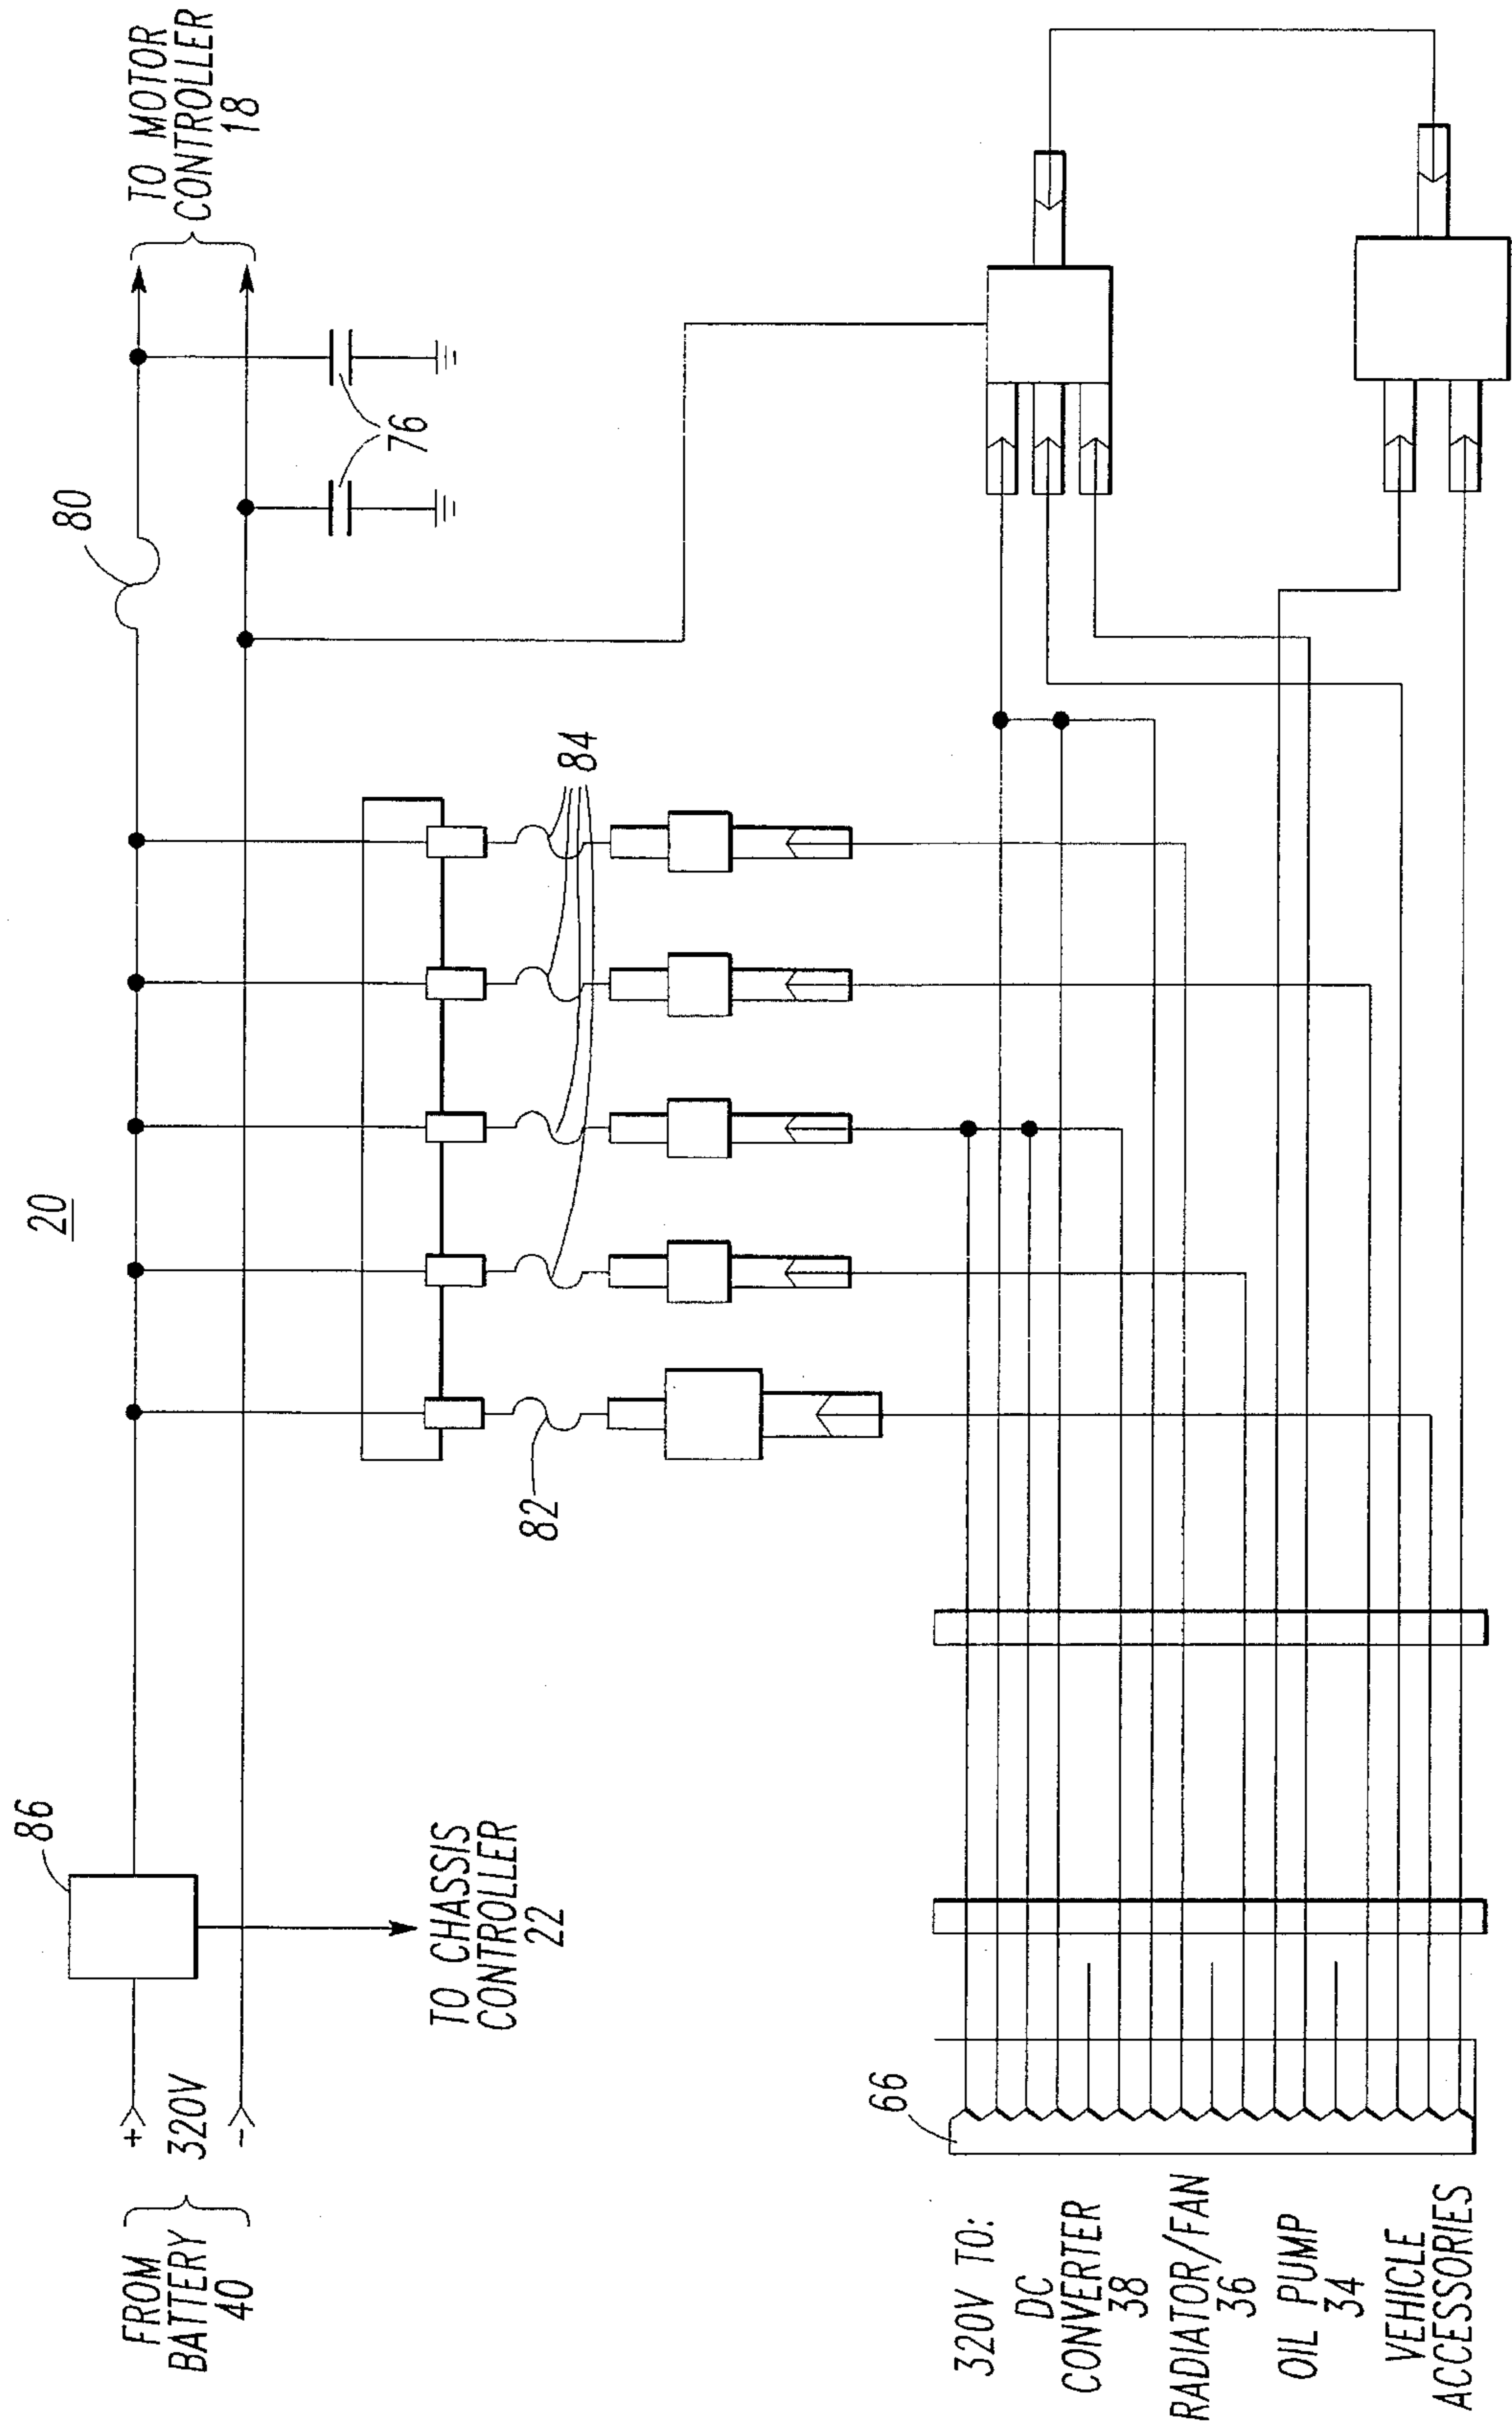 20
FROM
BATTERY
40
+
320V
-
86
TO CHASSIS
CONTROLLER
22
82
84
80
76
TO MOTOR
CONTROLLER
18
66
320V TO:
DC
CONVERTER
38
RADIATOR/FAN
36
OIL PUMP
34
VEHICLE
ACCESSORIES